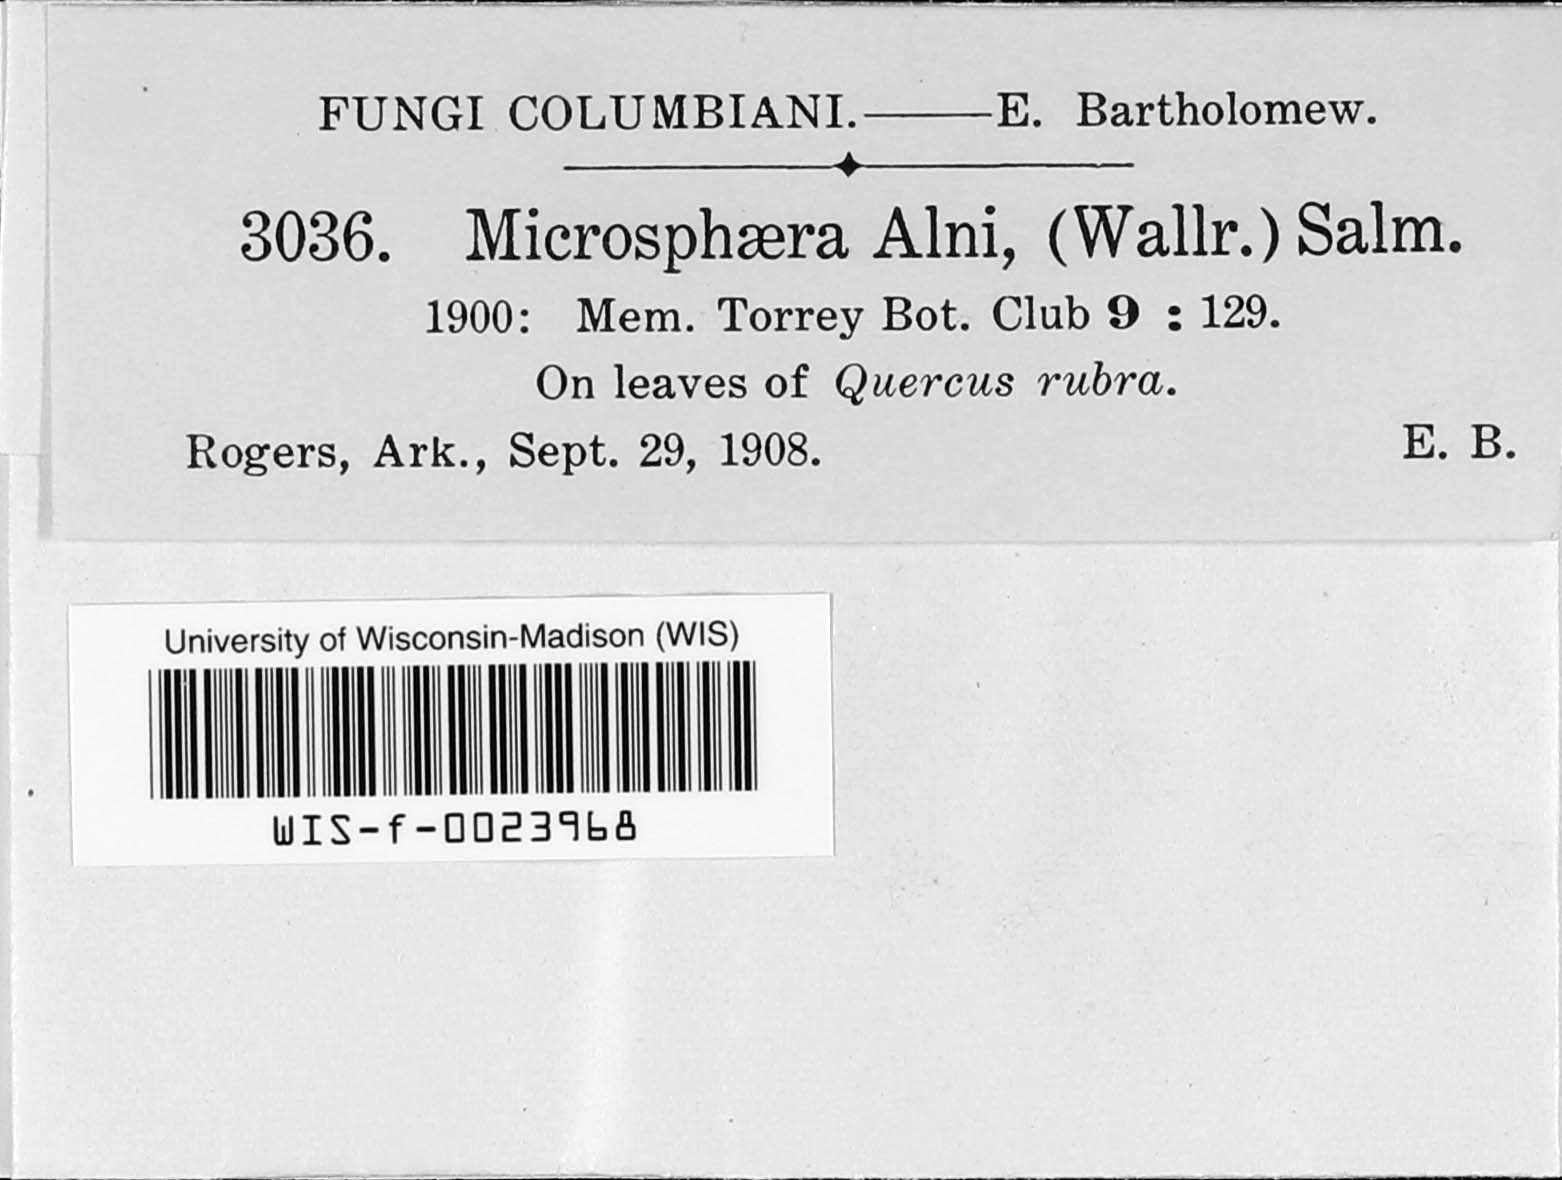 FUNGI COLUMBIANI.——E. Bartholomew.
3036. Microsphæra Alni, (Wallr.) Salm.
1900: Mem. Torrey Bot. Club 9 : 129.
On leaves of Quercus rubra.
Rogers, Ark., Sept. 29, 1908. E. B.
University of Wisconsin-Madison (WIS)
WIS-f-0023968